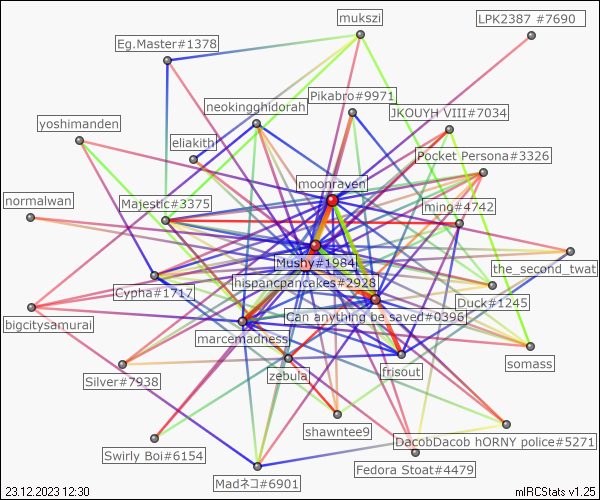 mukszi
LPK2387 #7690
Eg.Master#1378
Pikabro#9971
neokingghidorah
JKOUYH VIII#7034
yoshimanden
eliakith
Pocket Persona#3326
moonraven
normalwan
Majestic#3375
ming#4742
Mushy#1984
the_second_twat
hispancpancakes#2928
Cypha#1717
Duck#1245
Can anything be saved#0396
bigcitysamurai
marcemadness
somass
frisout
zebula
Silver#7938
shawntee9
DacobDacob hORNY police#5271
Swirly Boi#6154
Fedora Stoat#4479
Madネコ#6901
23.12.2023 12:30
mIRCStats v1.25